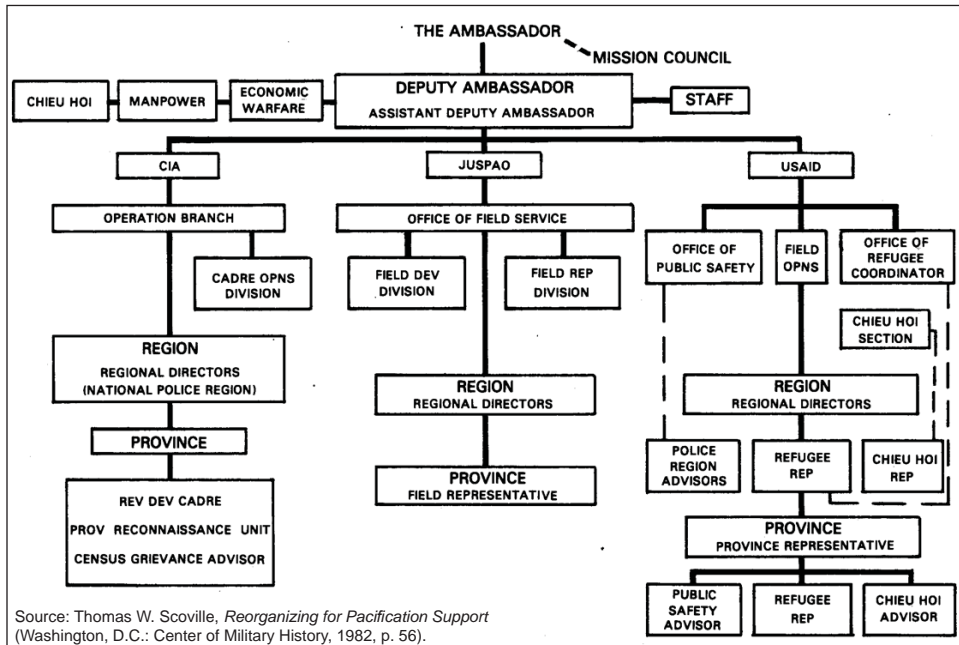 THE AMBASSADOR
MISSION COUNCIL
CHIEU HOI
MANPOWER
ECONOMIC
WARFARE
DEPUTY AMBASSADOR
ASSISTANT DEPUTY AMBASSADOR
STAFF
CIA
JUSPAO
USAID
OPERATION BRANCH
OFFICE OF FIELD SERVICE
OFFICE OF
PUBLIC SAFETY
FIELD
OPNS
OFFICE OF
REFUGEE
COORDINATOR
CADRE OPNS
DIVISION
FIELD DEV
DIVISION
FIELD REP
DIVISION
CHIEU HOI
SECTION
REGION
REGIONAL DIRECTORS
(NATIONAL POLICE REGION)
REGION
REGIONAL DIRECTORS
REGION
REGIONAL DIRECTORS
PROVINCE
POLICE
REGION
ADVISORS
REFUGEE
REP
CHIEU HOI
REP
REV DEV CADRE
PROV RECONNAISSANCE UNIT
CENSUS GRIEVANCE ADVISOR
PROVINCE
FIELD REPRESENTATIVE
PROVINCE
PROVINCE REPRESENTATIVE
PUBLIC
SAFETY
ADVISOR
REFUGEE
REP
CHIEU HOI
ADVISOR
Source: Thomas W. Scoville, Reorganizing for Pacification Support
(Washington, D.C.: Center of Military History, 1982, p. 56).